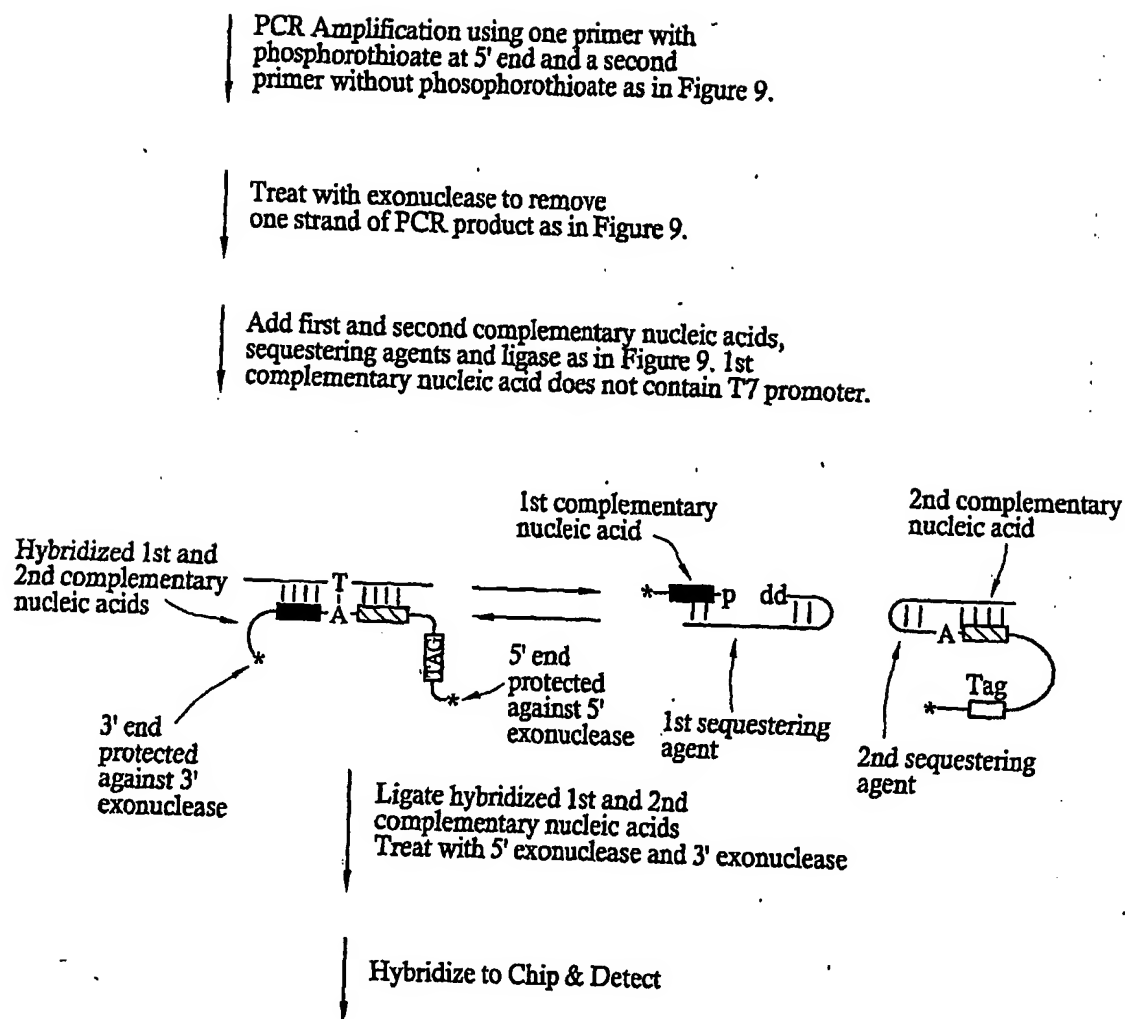 PCR Amplification using one primer with
phosphorothioate at 5' end and a second
primer without phosophorothioate as in Figure 9.
Treat with exonuclease to remove
one strand of PCR product as in Figure 9.
Add first and second complementary nucleic acids,
sequestering agents and ligase as in Figure 9. 1st
complementary nucleic acid does not contain T7 promoter.
Hybridized 1st and
2nd complementary
nucleic acids
T
A
TAG
*
*
3' end
protected
against 3'
exonuclease
5' end
protected
against 5'
exonuclease
1st complementary
nucleic acid
* p dd
1st sequestering
agent
2nd complementary
nucleic acid
A
Tag
*
2nd sequestering
agent
Ligate hybridized 1st and 2nd
complementary nucleic acids
Treat with 5' exonuclease and 3' exonuclease
Hybridize to Chip & Detect